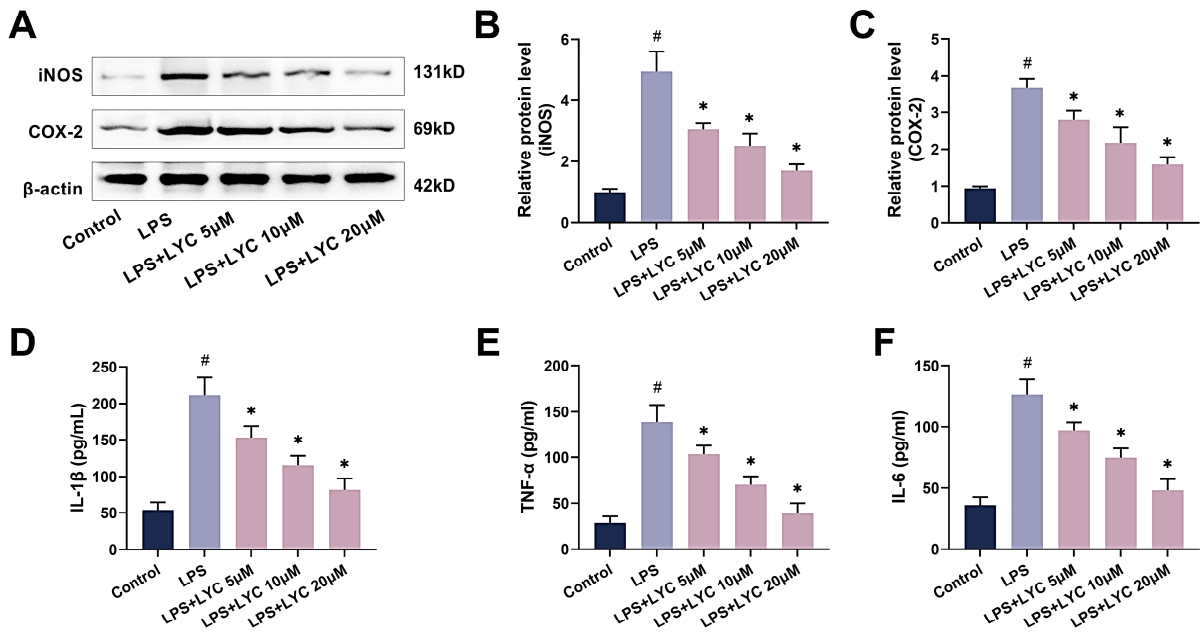 A
iNOS
131kD
COX-2
69kD
β-actin
42kD
Control
LPS
LPS+LYC 5μM
LPS+LYC 10μM
LPS+LYC 20μM
B
Relative protein level
(iNOS)
6
4
2
0
#
*
*
*
Control
LPS
LPS+LYC 5μM
LPS+LYC 10μM
LPS+LYC 20μM
C
Relative protein level
(COX-2)
5
4
3
2
1
0
#
*
*
*
Control
LPS
LPS+LYC 5μM
LPS+LYC 10μM
LPS+LYC 20μM
D
IL-1β (pg/mL)
250
200
150
100
50
0
#
*
*
*
Control
LPS
LPS+LYC 5μM
LPS+LYC 10μM
LPS+LYC 20μM
E
TNF-α (pg/ml)
200
150
100
50
0
#
*
*
*
Control
LPS
LPS+LYC 5μM
LPS+LYC 10μM
LPS+LYC 20μM
F
IL-6 (pg/ml)
150
100
50
0
#
*
*
*
Control
LPS
LPS+LYC 5μM
LPS+LYC 10μM
LPS+LYC 20μM